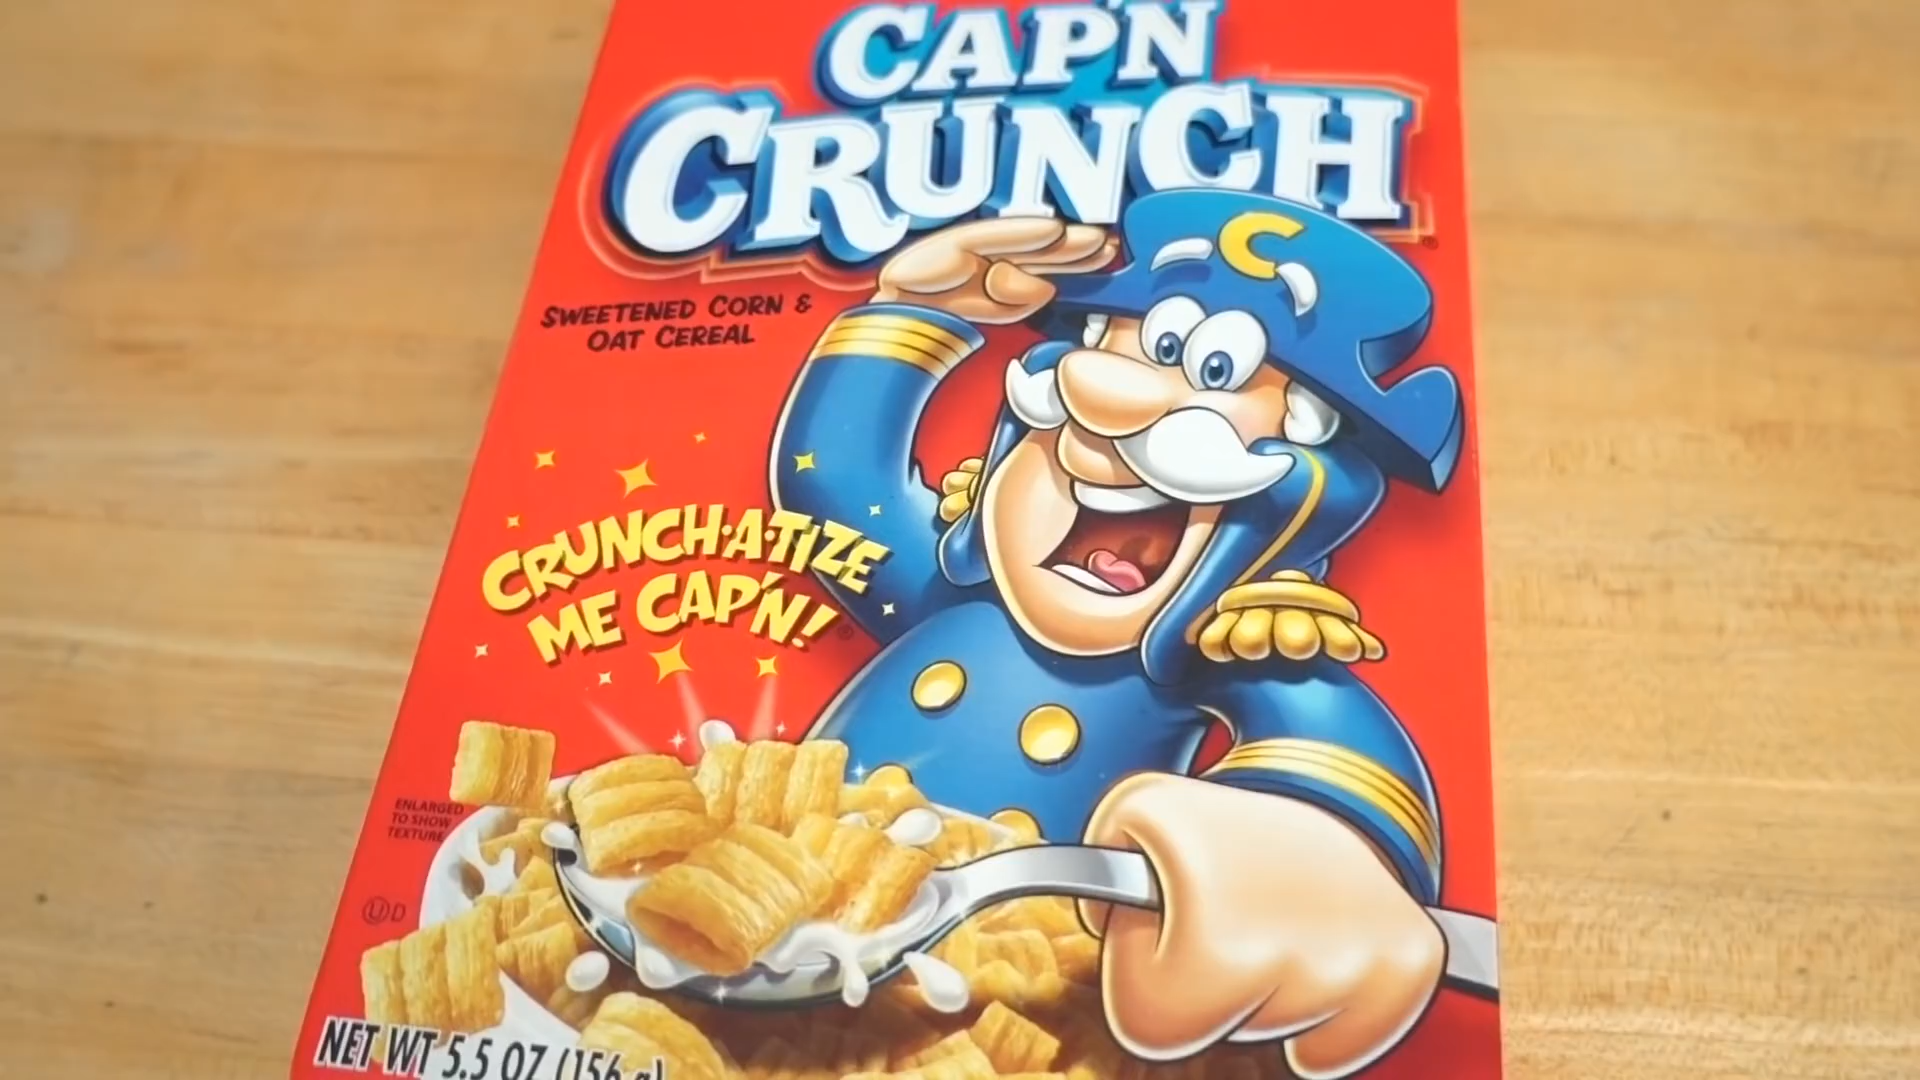 CAP'N
CRUNCH
C
SWEETENED CORN &
OAT CEREAL
CRUNCH·A·TIZE
ME CAP'N!
ENLARGED
TO SHOW
TEXTURE
U D
NET WT 5.5 OZ (156 g)